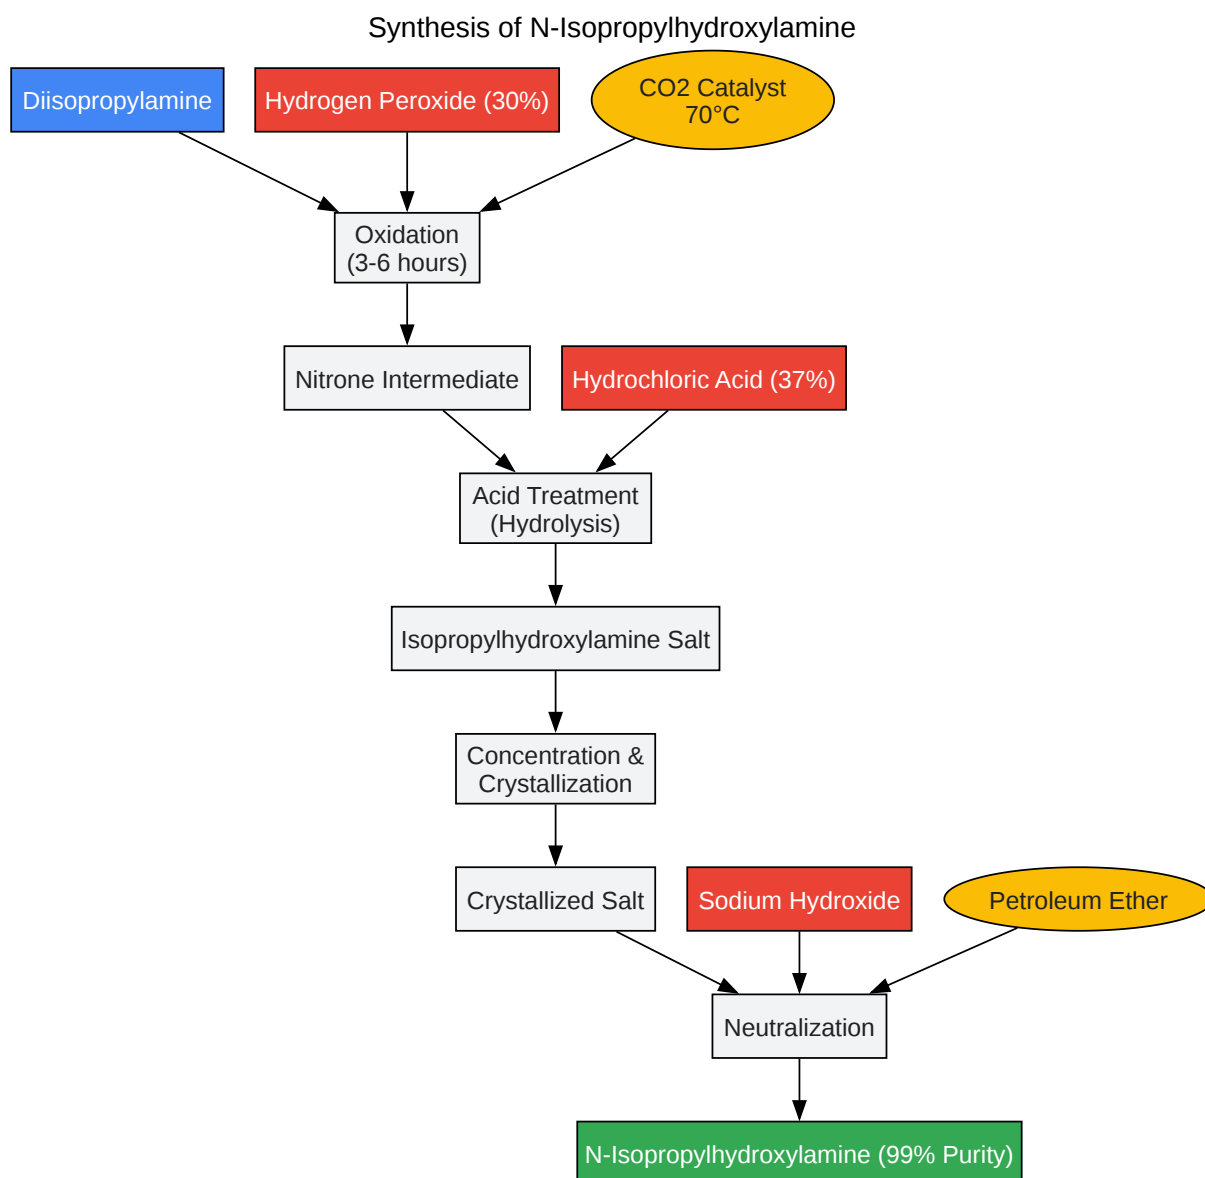 Synthesis of N-Isopropylhydroxylamine
Diisopropylamine
Hydrogen Peroxide (30%)
CO2 Catalyst
70°C
Oxidation
(3-6 hours)
Nitrone Intermediate
Hydrochloric Acid (37%)
Acid Treatment
(Hydrolysis)
Isopropylhydroxylamine Salt
Concentration &
Crystallization
Crystallized Salt
Sodium Hydroxide
Petroleum Ether
Neutralization
N-Isopropylhydroxylamine (99% Purity)